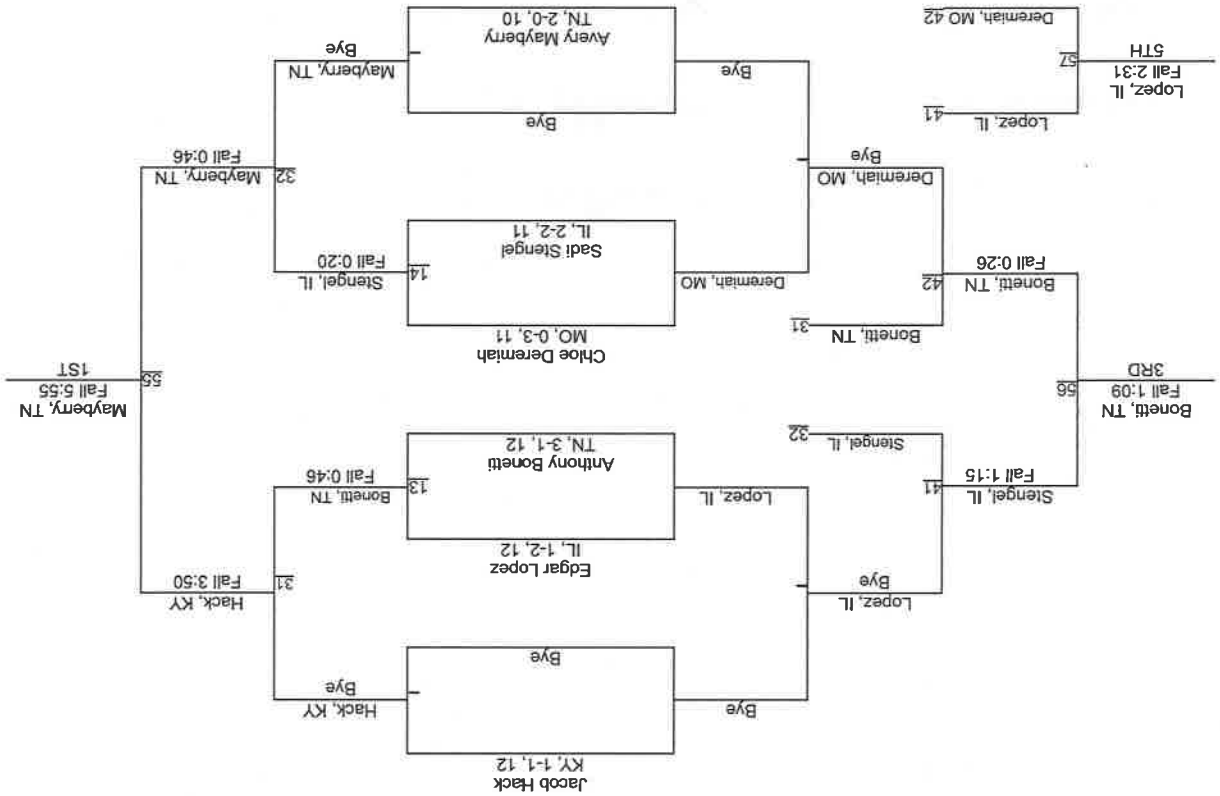 Jacob Hack
KY, 1-1, 12
Bye
Hack, KY
Bye
Bye
Lopez, IL
Bye
31
Hack, KY
Fall 3:50
Edgar Lopez
IL, 1-2, 12
Stengel, IL
Fall 1:15
41
Lopez, IL
13
Bonetti, TN
Fall 0:46
Anthony Bonetti
TN, 3-1, 12
Stengel, IL
32
Bonetti, TN
Fall 1:09
3RD
56
55
Mayberry, TN
Fall 5:55
1ST
Chloe Deremiah
MO, 0-3, 11
Bonetti, TN
31
Bonetti, TN
Fall 0:26
42
Deremiah, MO
14
Stengel, IL
Fall 0:20
Sadi Stengel
IL, 2-2, 11
Deremiah, MO
Bye
32
Mayberry, TN
Fall 0:46
Bye
Lopez, IL
41
Lopez, IL
Fall 2:31
5TH
57
Bye
Mayberry, TN
Bye
Avery Mayberry
TN, 2-0, 10
Deremiah, MO
42